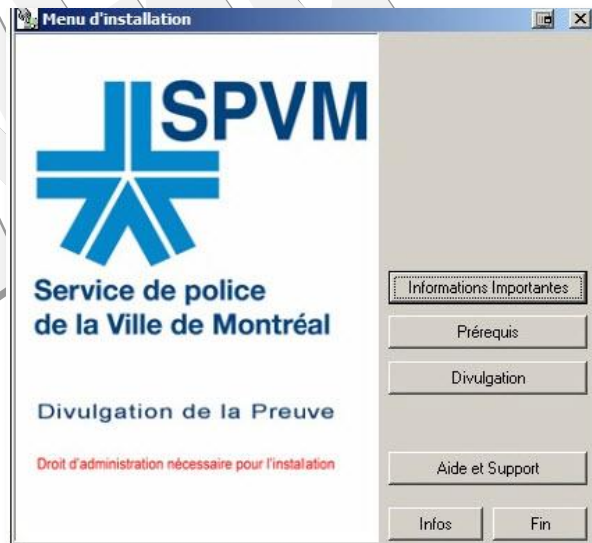 Menu d'installation
SPVM
Service de police
de la Ville de Montréal
Divulgation de la Preuve
Droit d'administration nécessaire pour l'instalation
Informations Importantes
Prérequis
Divulgation
Aide et Support
Infos
Fin